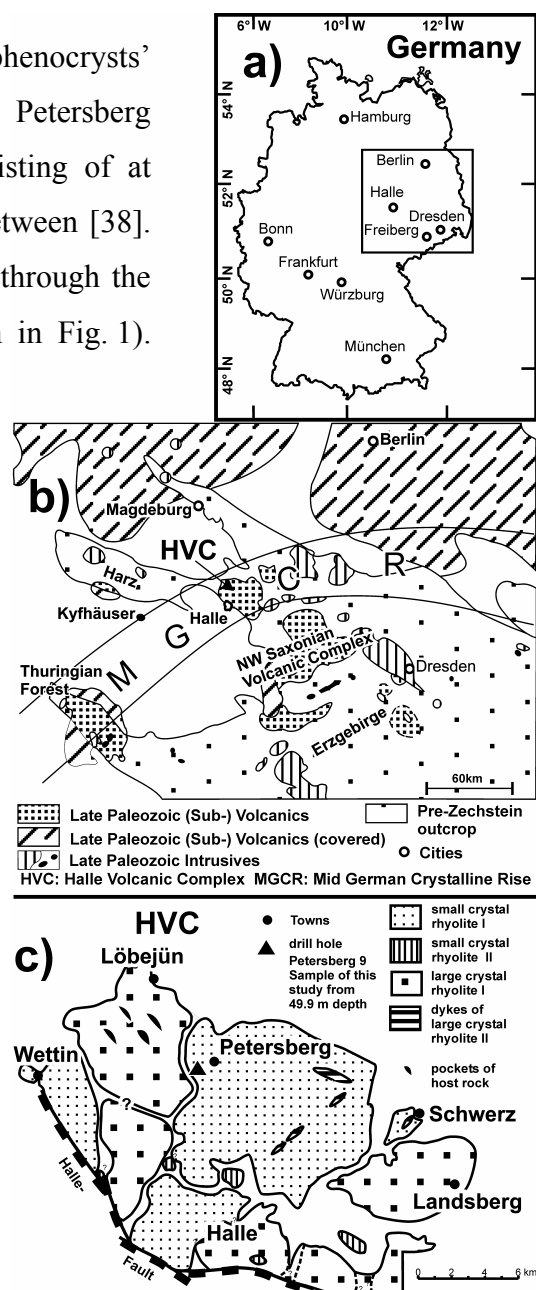 phenocrysts’
Petersberg
isting of at
etween [38].
through the
in Fig. 1).
6° W 10° W 12° W
a) Germany
54° N
52° N
50° N
48° N
Hamburg
Berlin
Halle
Dresden
Freiberg
Bonn
Frankfurt
Würzburg
München
b)
Berlin
Magdeburg
HVC
Harz
Kyfhäuser
Halle
M G C R
NW Saxonian
Volcanic Complex
Dresden
Thuringian
Forest
Erzgebirge
60km
Late Paleozoic (Sub-) Volcanics
Late Paleozoic (Sub-) Volcanics (covered)
Late Paleozoic Intrusives
Pre-Zechstein
outcrop
Cities
HVC: Halle Volcanic Complex MGCR: Mid German Crystalline Rise
c)
HVC
Towns
drill hole
Petersberg 9
Sample of this
study from
49.9 m depth
small crystal
rhyolite I
small crystal
rhyolite II
large crystal
rhyolite I
dykes of
large crystal
rhyolite II
pockets of
host rock
Löbejün
Wettin
Petersberg
?
Schwerz
Landsberg
Halle
Halle-
Fault
0 2 4 6 km